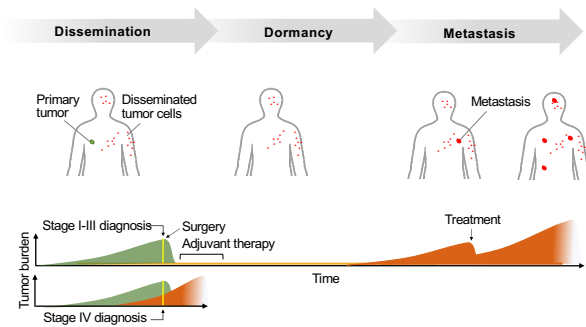 Dissemination
Dormancy
Metastasis
Primary
tumor
Disseminated
tumor cells
Metastasis
Stage I-III diagnosis
Surgery
Adjuvant therapy
Treatment
Tumor burden
Time
Stage IV diagnosis